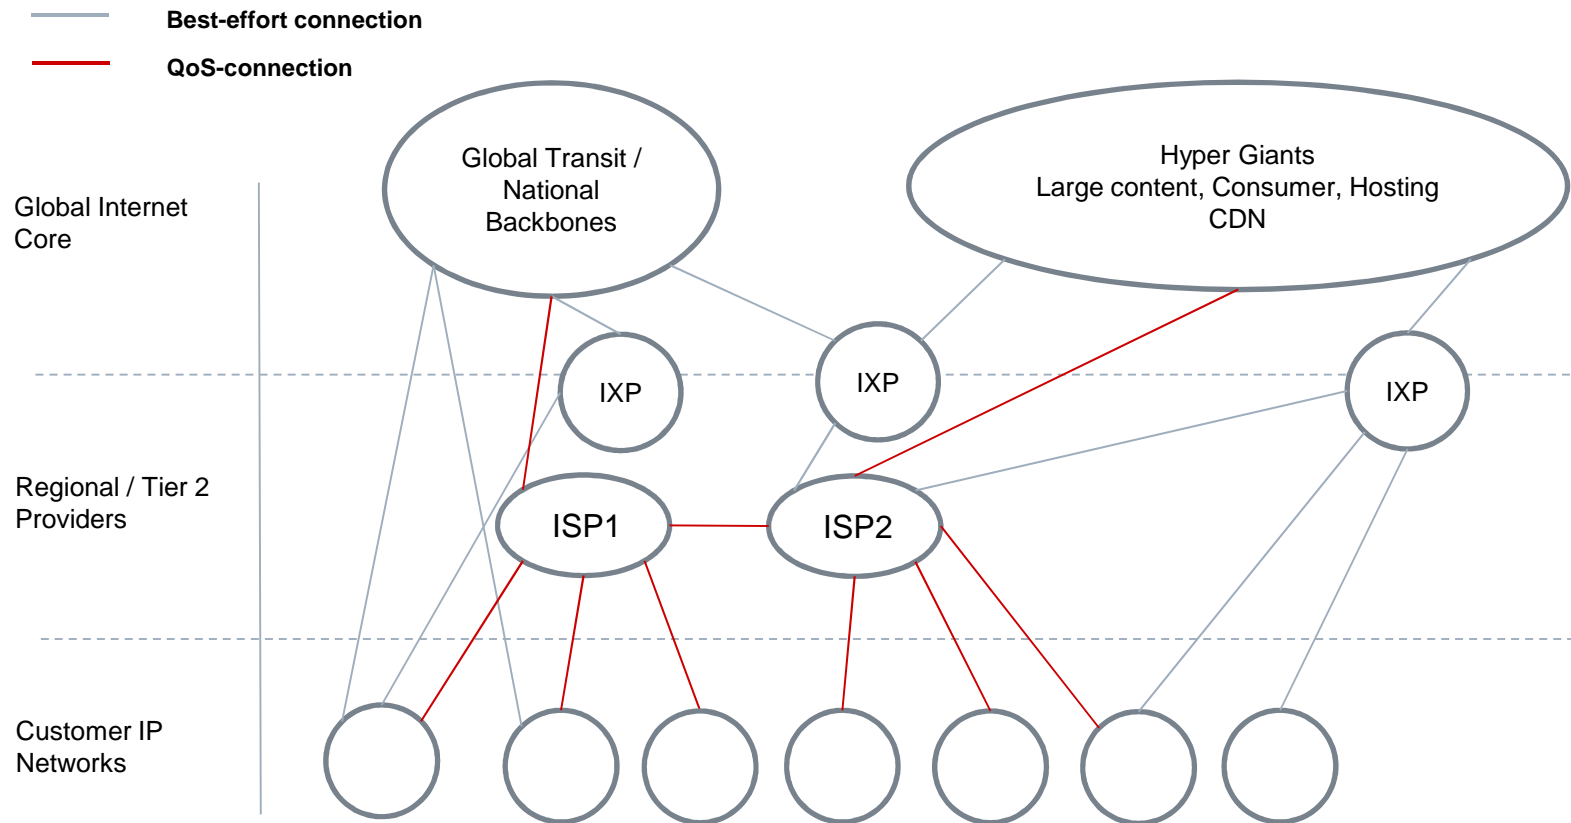 Best-effort connection
QoS-connection
Global Transit /
National
Backbones
Hyper Giants
Large content, Consumer, Hosting
CDN
Global Internet
Core
IXP
IXP
IXP
Regional / Tier 2
Providers
ISP1
ISP2
Customer IP
Networks